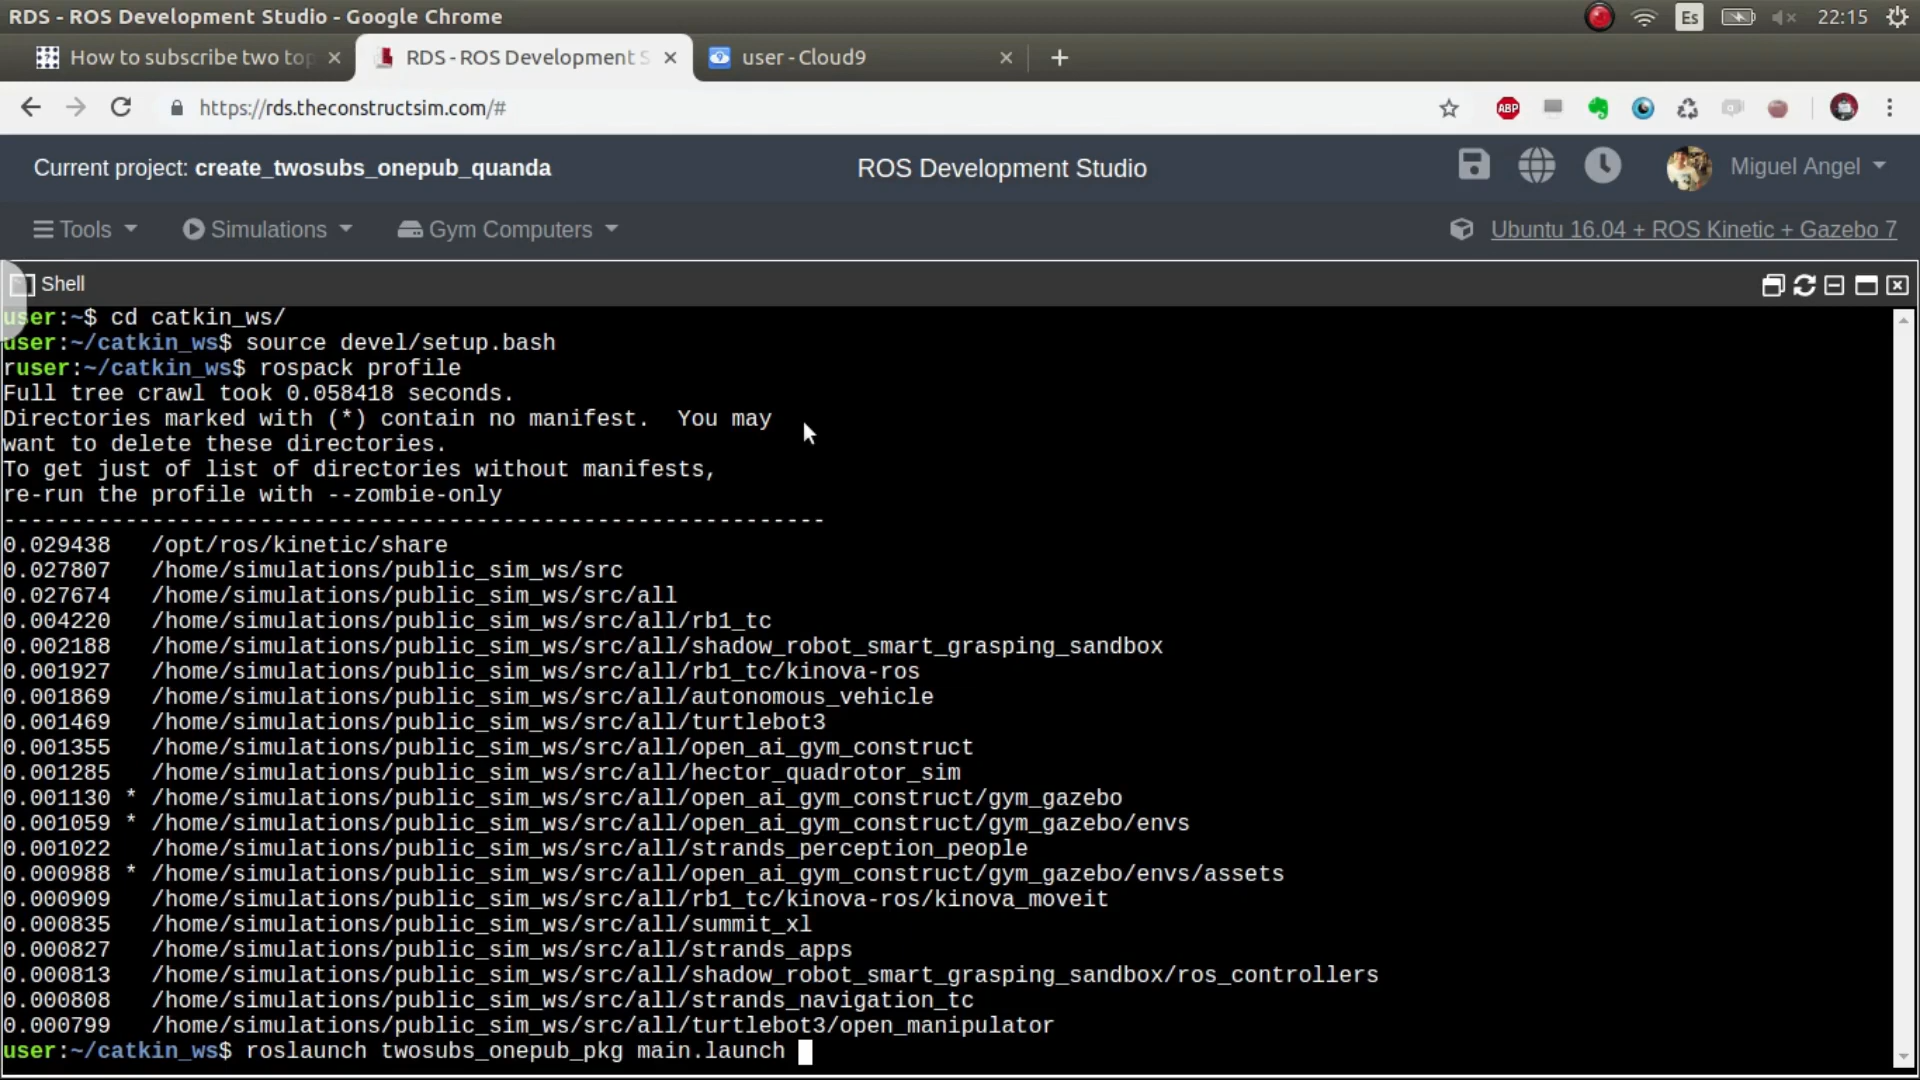 RDS - ROS Development Studio - Google Chrome
Es
22:15
How to subscribe two top
RDS - ROS Development S
user - Cloud9
https://rds.theconstructsim.com/#
ABP
Current project: create_twosubs_onepub_quanda
ROS Development Studio
Miguel Angel
Tools
Simulations
Gym Computers
Ubuntu 16.04 + ROS Kinetic + Gazebo 7
Shell
user:~$ cd catkin_ws/
user:~/catkin_ws$ source devel/setup.bash
ruser:~/catkin_ws$ rospack profile
Full tree crawl took 0.058418 seconds.
Directories marked with (*) contain no manifest.  You may
want to delete these directories.
To get just of list of directories without manifests,
re-run the profile with --zombie-only
-------------------------------------------------------------
0.029438   /opt/ros/kinetic/share
0.027807   /home/simulations/public_sim_ws/src
0.027674   /home/simulations/public_sim_ws/src/all
0.004220   /home/simulations/public_sim_ws/src/all/rb1_tc
0.002188   /home/simulations/public_sim_ws/src/all/shadow_robot_smart_grasping_sandbox
0.001927   /home/simulations/public_sim_ws/src/all/rb1_tc/kinova-ros
0.001869   /home/simulations/public_sim_ws/src/all/autonomous_vehicle
0.001469   /home/simulations/public_sim_ws/src/all/turtlebot3
0.001355   /home/simulations/public_sim_ws/src/all/open_ai_gym_construct
0.001285   /home/simulations/public_sim_ws/src/all/hector_quadrotor_sim
0.001130 * /home/simulations/public_sim_ws/src/all/open_ai_gym_construct/gym_gazebo
0.001059 * /home/simulations/public_sim_ws/src/all/open_ai_gym_construct/gym_gazebo/envs
0.001022   /home/simulations/public_sim_ws/src/all/strands_perception_people
0.000988 * /home/simulations/public_sim_ws/src/all/open_ai_gym_construct/gym_gazebo/envs/assets
0.000909   /home/simulations/public_sim_ws/src/all/rb1_tc/kinova-ros/kinova_moveit
0.000835   /home/simulations/public_sim_ws/src/all/summit_xl
0.000827   /home/simulations/public_sim_ws/src/all/strands_apps
0.000813   /home/simulations/public_sim_ws/src/all/shadow_robot_smart_grasping_sandbox/ros_controllers
0.000808   /home/simulations/public_sim_ws/src/all/strands_navigation_tc
0.000799   /home/simulations/public_sim_ws/src/all/turtlebot3/open_manipulator
user:~/catkin_ws$ roslaunch twosubs_onepub_pkg main.launch